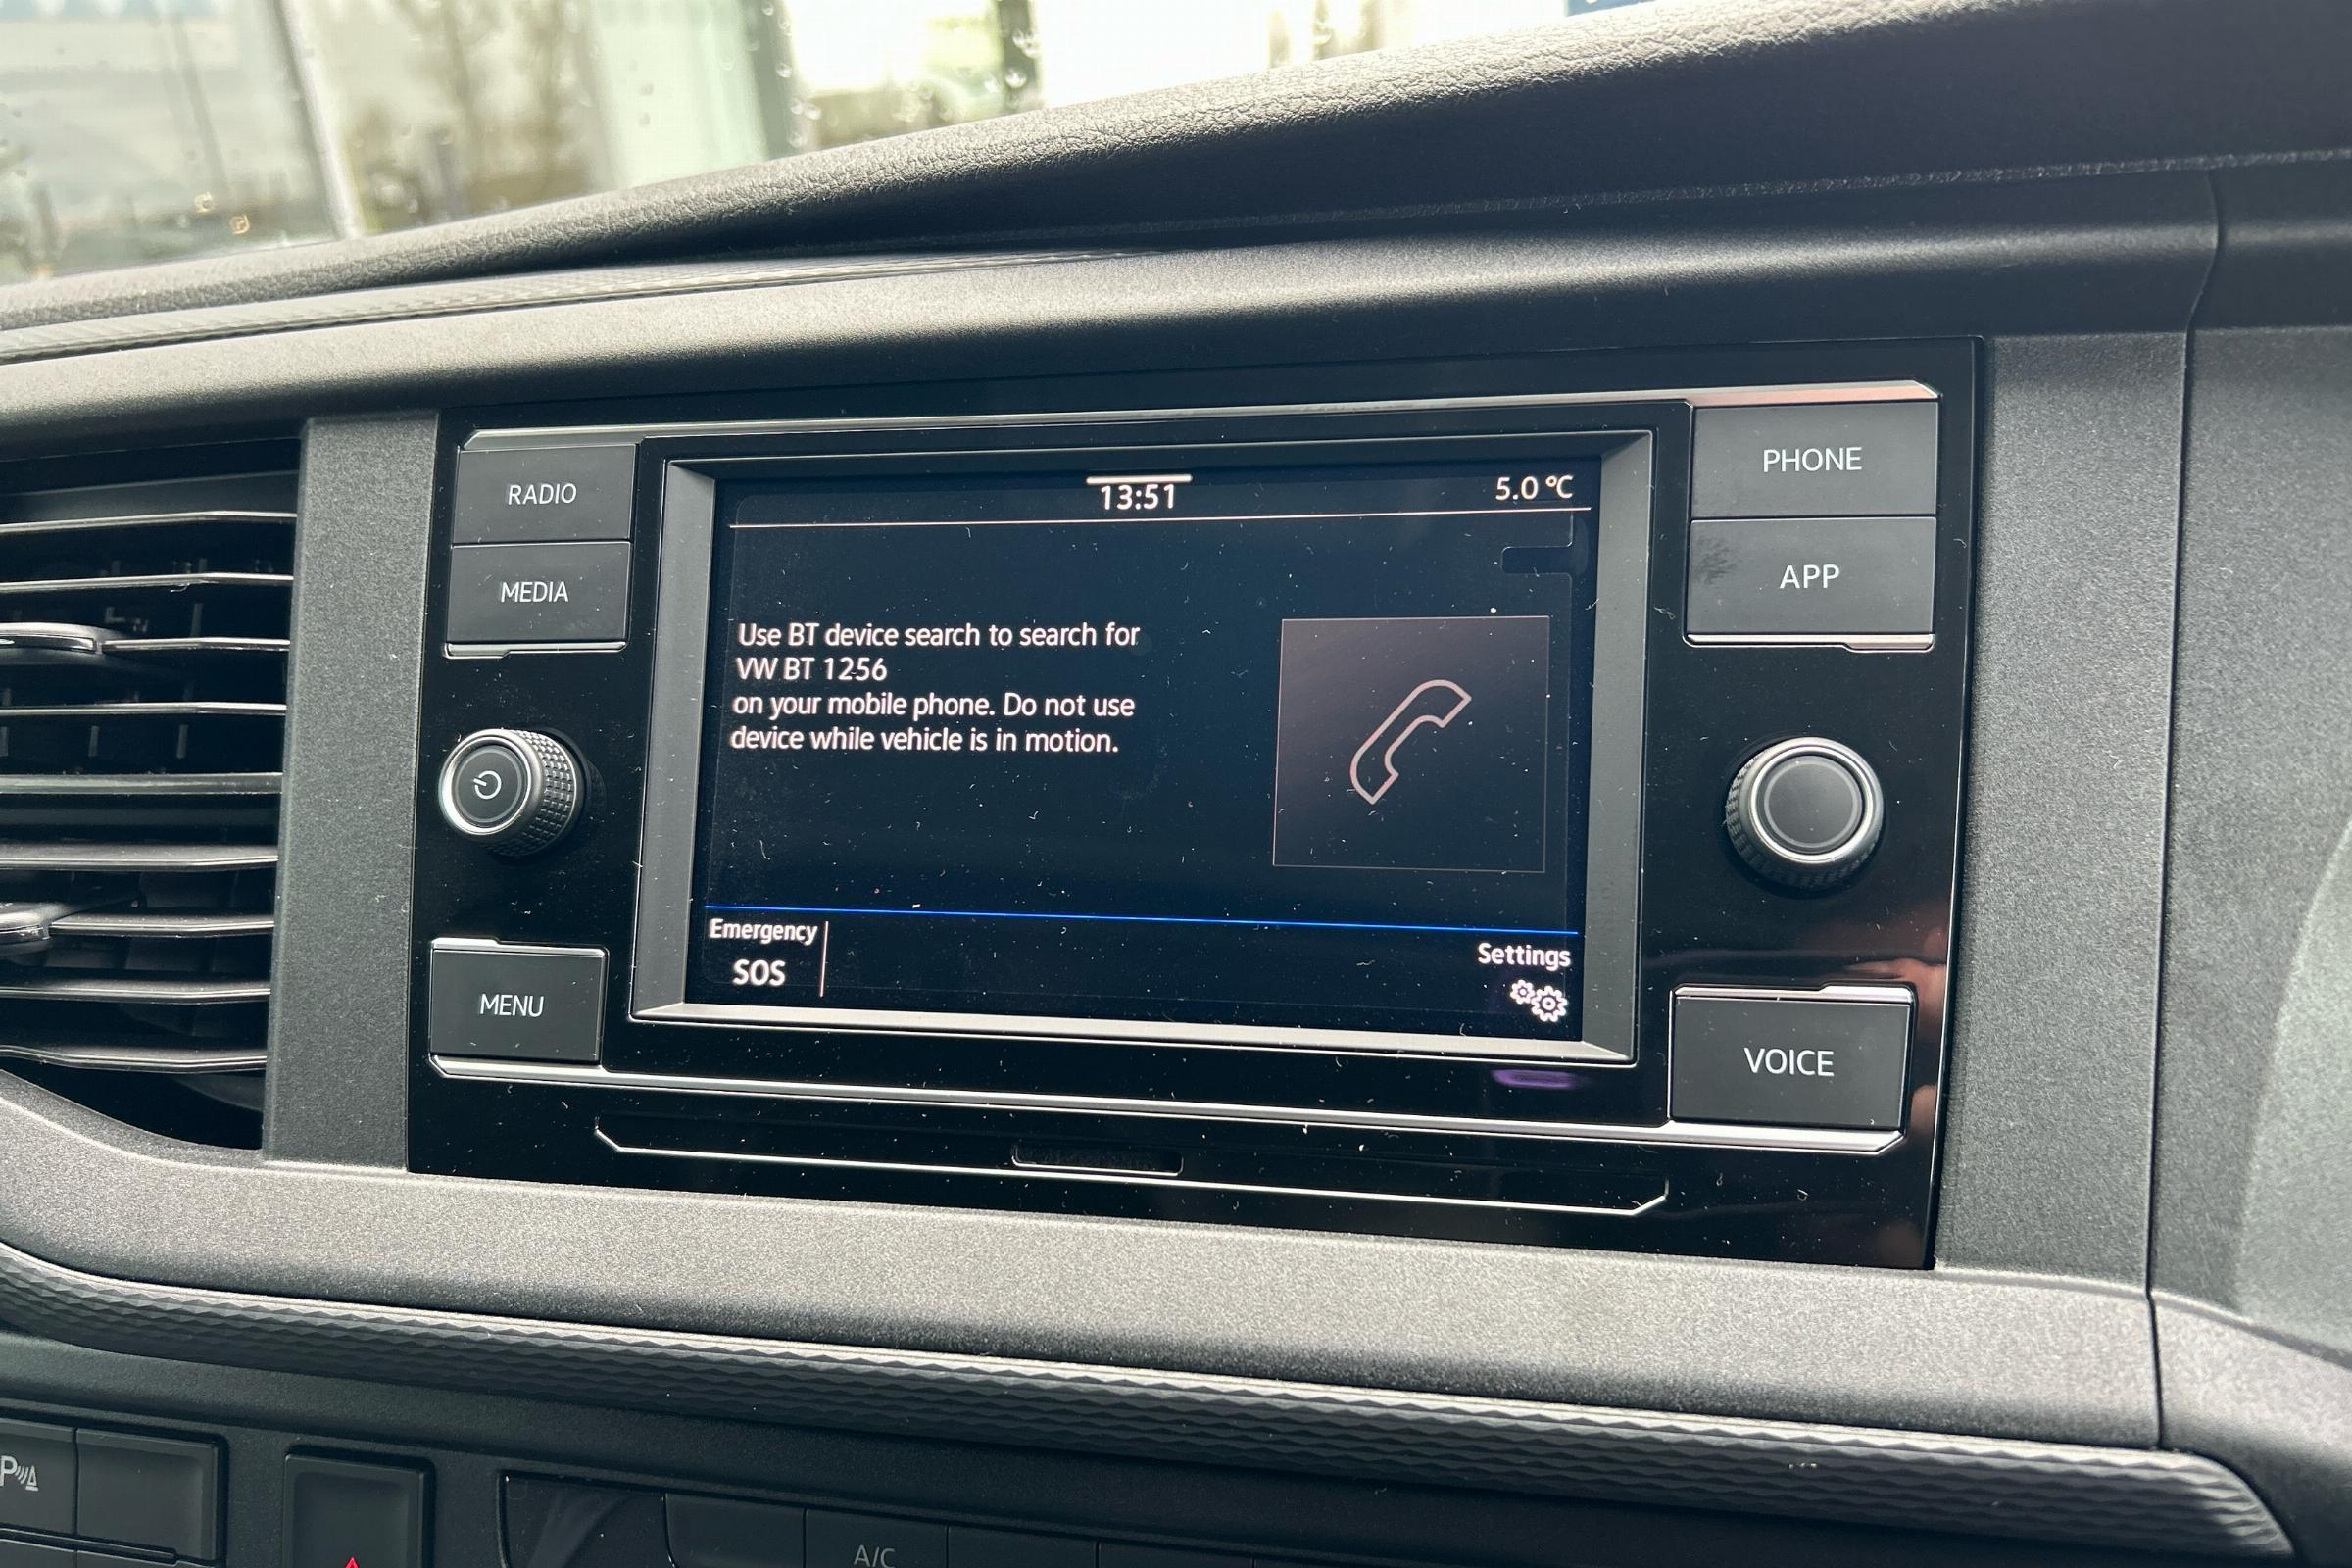 RADIO
MEDIA
MENU
13:51
5.0 °C
Use BT device search to search for
VW BT 1256
on your mobile phone. Do not use
device while vehicle is in motion.
Emergency
SOS
Settings
PHONE
APP
VOICE
P
A/C